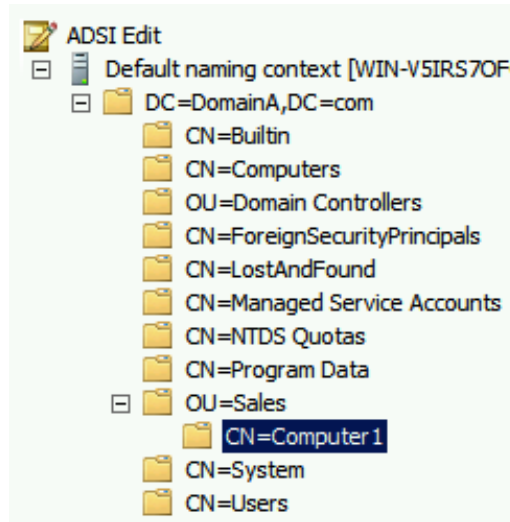 ADSI Edit
Default naming context [WIN-V5IRS7OF
DC=DomainA,DC=com
CN=Builtin
CN=Computers
OU=Domain Controllers
CN=ForeignSecurityPrincipals
CN=LostAndFound
CN=Managed Service Accounts
CN=NTDS Quotas
CN=Program Data
OU=Sales
CN=Computer1
CN=System
CN=Users